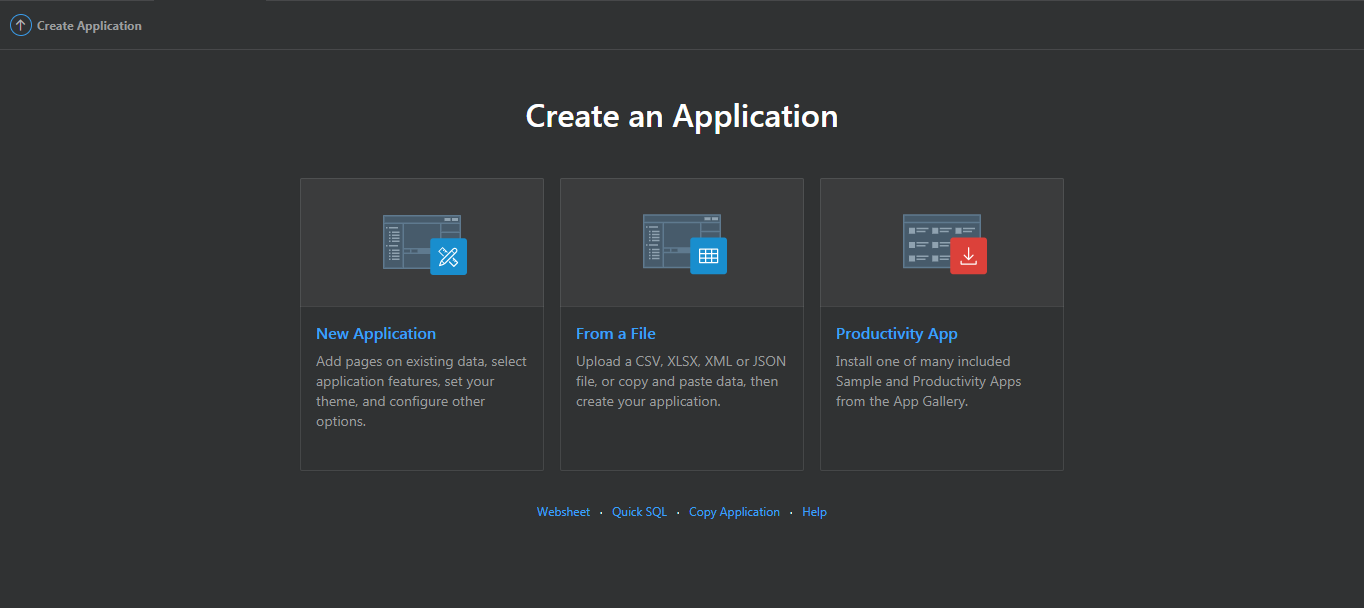 Create Application
Create an Application
New Application
Add pages on existing data, select
application features, set your
theme, and configure other
options.
From a File
Upload a CSV, XLSX, XML or JSON
file, or copy and paste data, then
create your application.
Productivity App
Install one of many included
Sample and Productivity Apps
from the App Gallery.
Websheet · Quick SQL · Copy Application · Help